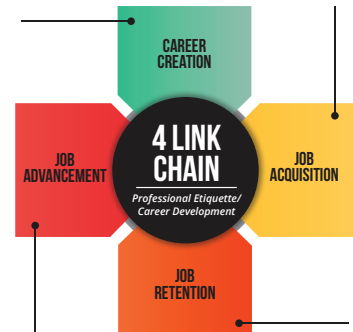 CAREER
CREATION
JOB
ADVANCEMENT
4 LINK
CHAIN
Professional Etiquette/
Career Development
JOB
ACQUISITION
JOB
RETENTION